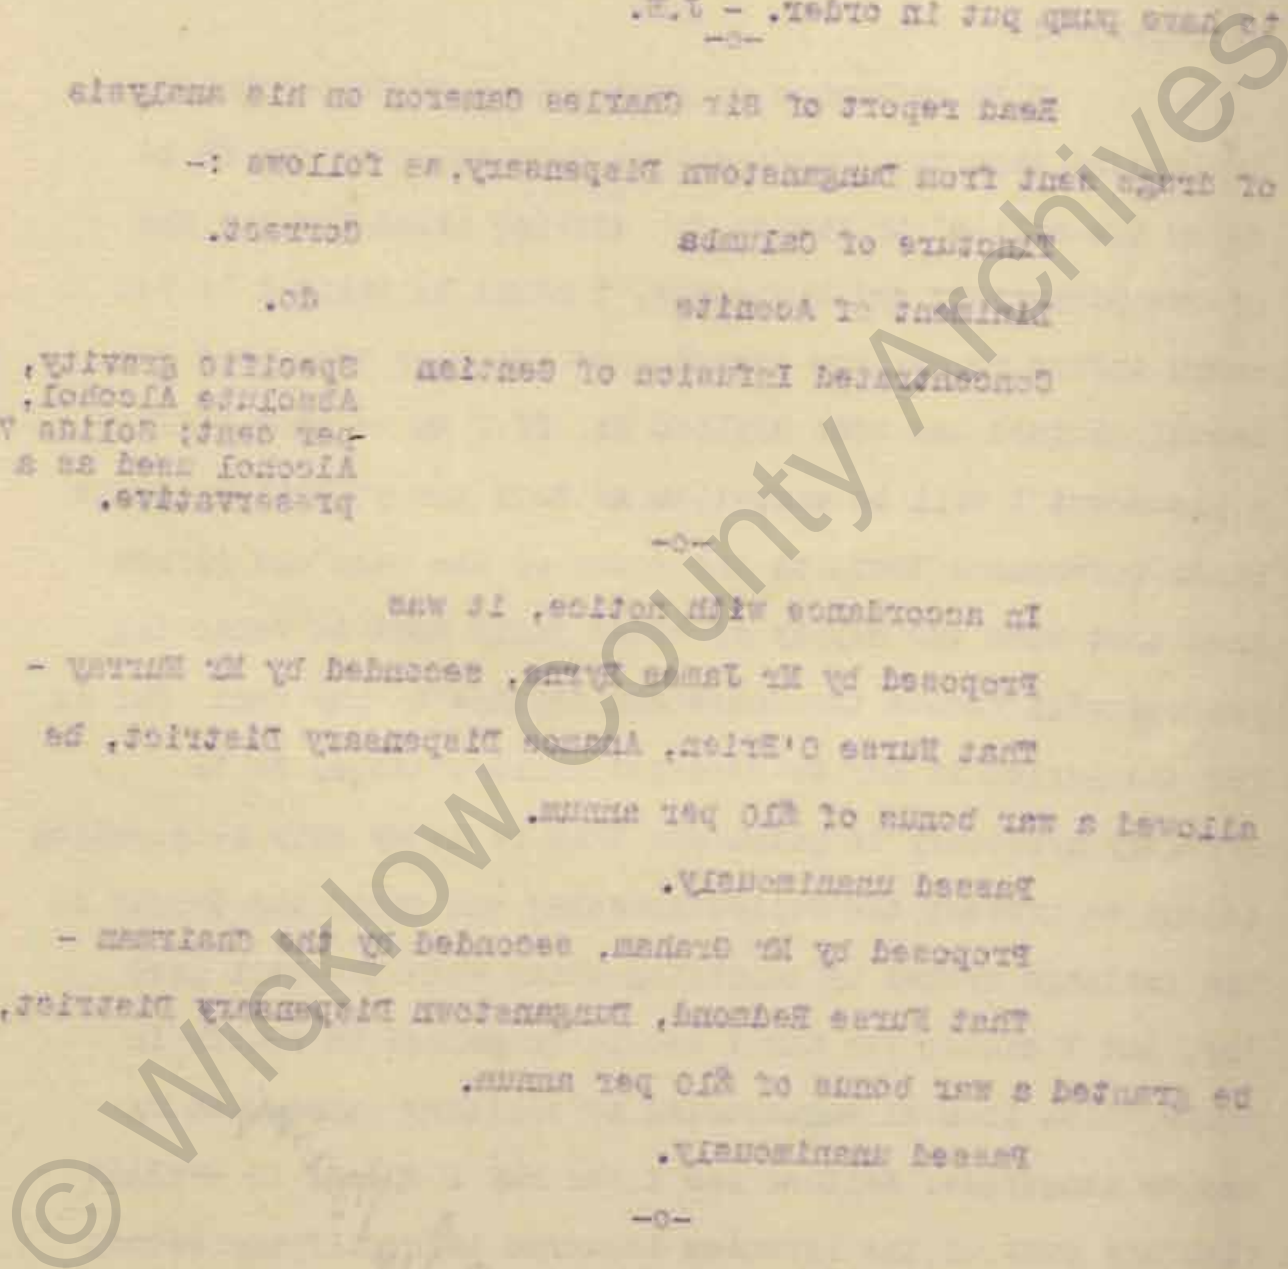 to have pump put in order. -
-o-
Read report of Sir Charles Cameron on his analysis
of drugs sent from Dunganstown Dispensary, as follows :-
Tincture of Calumba Correct.
Liniment of Aconite do.
Concentrated Infusion of Gentian Specific gravity,
Absolute Alcohol,
per cent; Solids
Alcohol used as a
preservative.
-o-
In accordance with notice, it was
Proposed by Mr James Byrne, seconded by Mr Murray -
That Nurse O'Brien, Annamoe Dispensary District, be
allowed a war bonus of £10 per annum.
Passed unanimously.
Proposed by Mr Graham, seconded by the Chairman -
That Nurse Redmond, Dunganstown Dispensary District,
be granted a war bonus of £10 per annum.
Passed unanimously.
-o-
© Wicklow County Archives